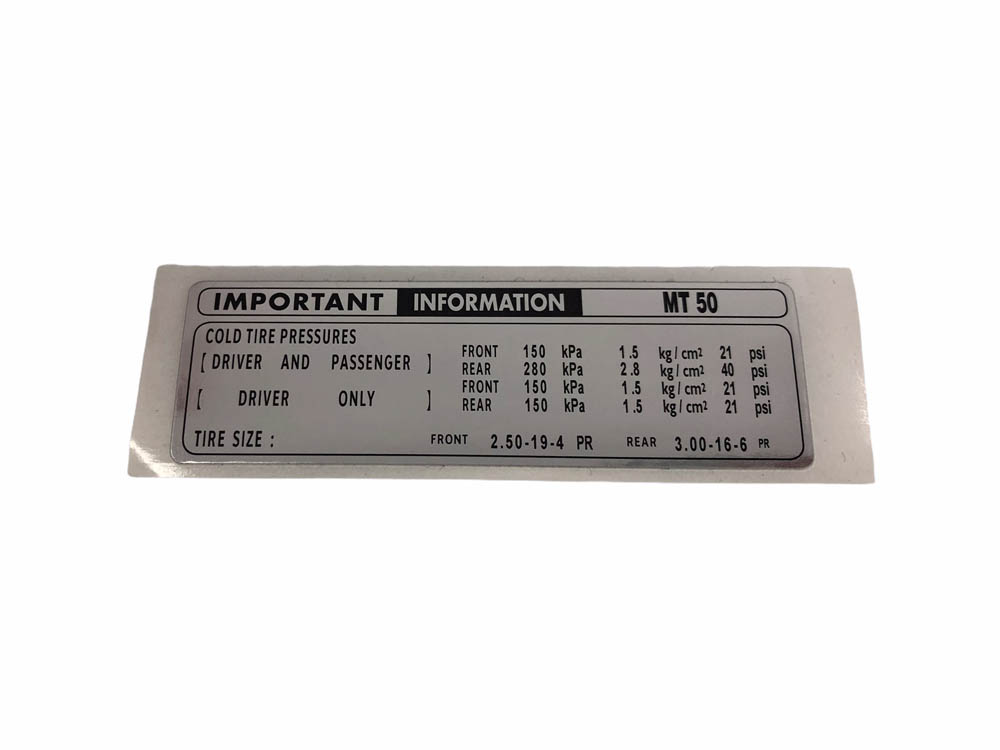 IMPORTANT INFORMATION MT 50
COLD TIRE PRESSURES
[ DRIVER AND PASSENGER ] FRONT 150 kPa 1.5 kg/cm² 21 psi
REAR 280 kPa 2.8 kg/cm² 40 psi
[ DRIVER ONLY ] FRONT 150 kPa 1.5 kg/cm² 21 psi
REAR 150 kPa 1.5 kg/cm² 21 psi
TIRE SIZE : FRONT 2.50-19-4 PR REAR 3.00-16-6 PR